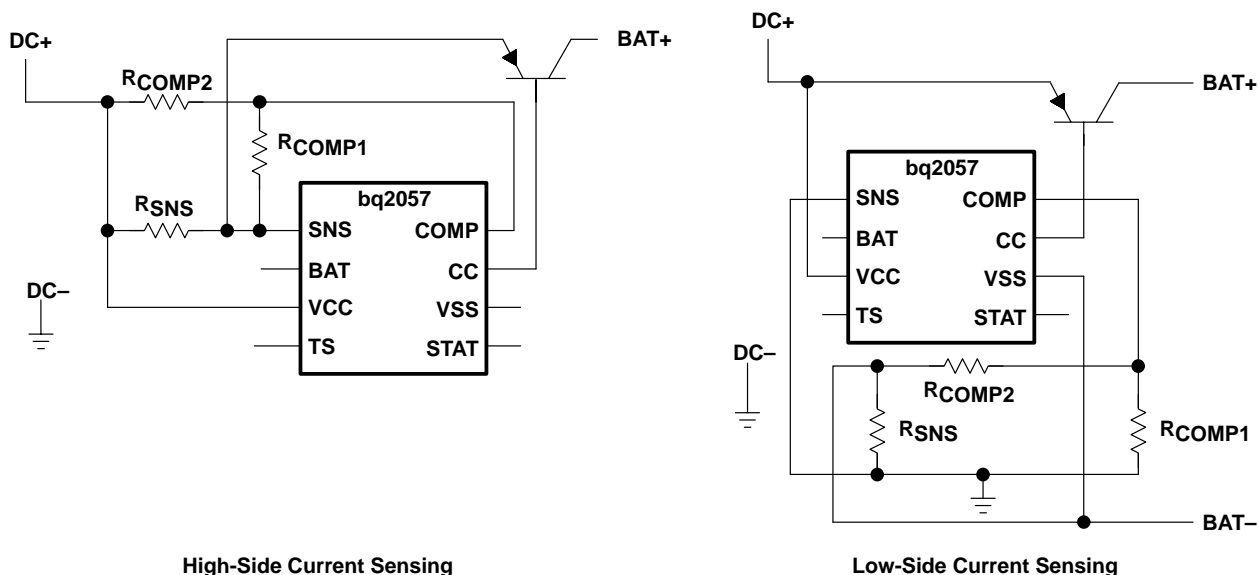 DC+
BAT+
RCOMP2
RCOMP1
bq2057
RSNS
SNS
COMP
BAT
CC
DC–
VCC
VSS
TS
STAT
High-Side Current Sensing
DC+
BAT+
bq2057
SNS
COMP
BAT
CC
VCC
VSS
TS
STAT
DC–
RCOMP2
RSNS
RCOMP1
BAT–
Low-Side Current Sensing